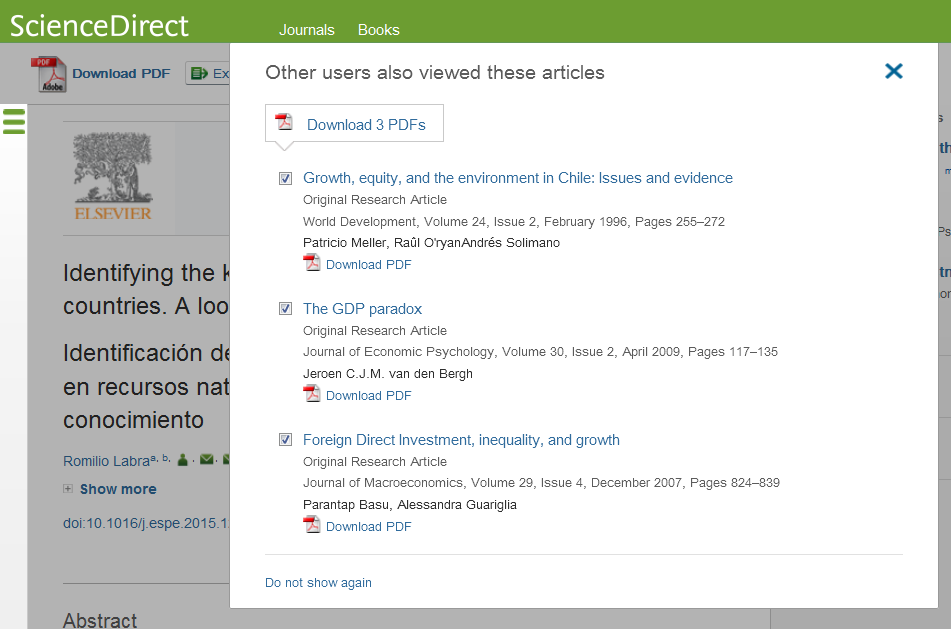 ScienceDirect
Journals Books
Download PDF
Other users also viewed these articles
Download 3 PDFs
Growth, equity, and the environment in Chile: Issues and evidence
Original Research Article
World Development, Volume 24, Issue 2, February 1996, Pages 255–272
Patricio Meller, Raûl O'ryanAndrés Solimano
Download PDF
The GDP paradox
Original Research Article
Journal of Economic Psychology, Volume 30, Issue 2, April 2009, Pages 117–135
Jeroen C.J.M. van den Bergh
Download PDF
Foreign Direct Investment, inequality, and growth
Original Research Article
Journal of Macroeconomics, Volume 29, Issue 4, December 2007, Pages 824–839
Parantap Basu, Alessandra Guariglia
Download PDF
Do not show again
PDF
Adobe
ELSEVIER
Identifying the
countries. A loo
Identificación de
en recursos nat
conocimiento
Romilio Labra a, b,
Show more
doi:10.1016/j.espe.2015.1
Abstract